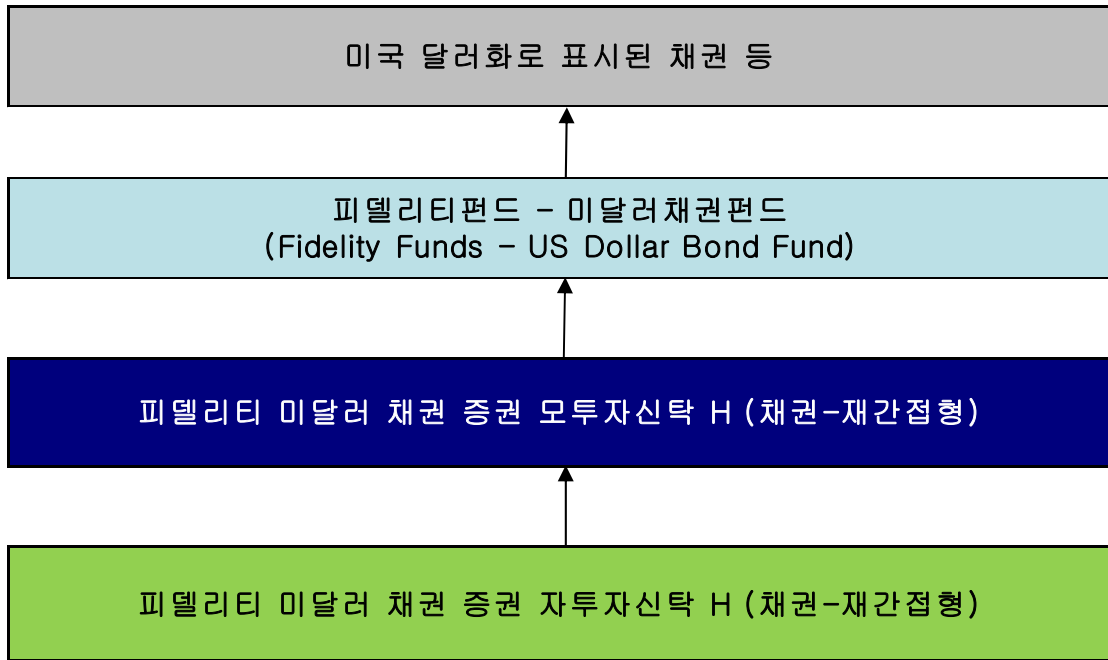 미국 달러화로 표시된 채권 등
피델리티펀드 - 미달러채권펀드
(Fidelity Funds - US Dollar Bond Fund)
피델리티 미달러 채권 증권 모투자신탁 H (채권-재간접형)
피델리티 미달러 채권 증권 자투자신탁 H (채권-재간접형)